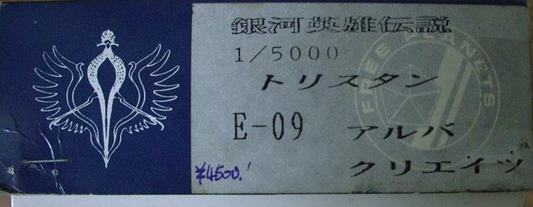 銀河英雄伝説
1/5000
トリスタン
E-09 アルバ
クリエイツ
¥4500.
FREE PLANETS